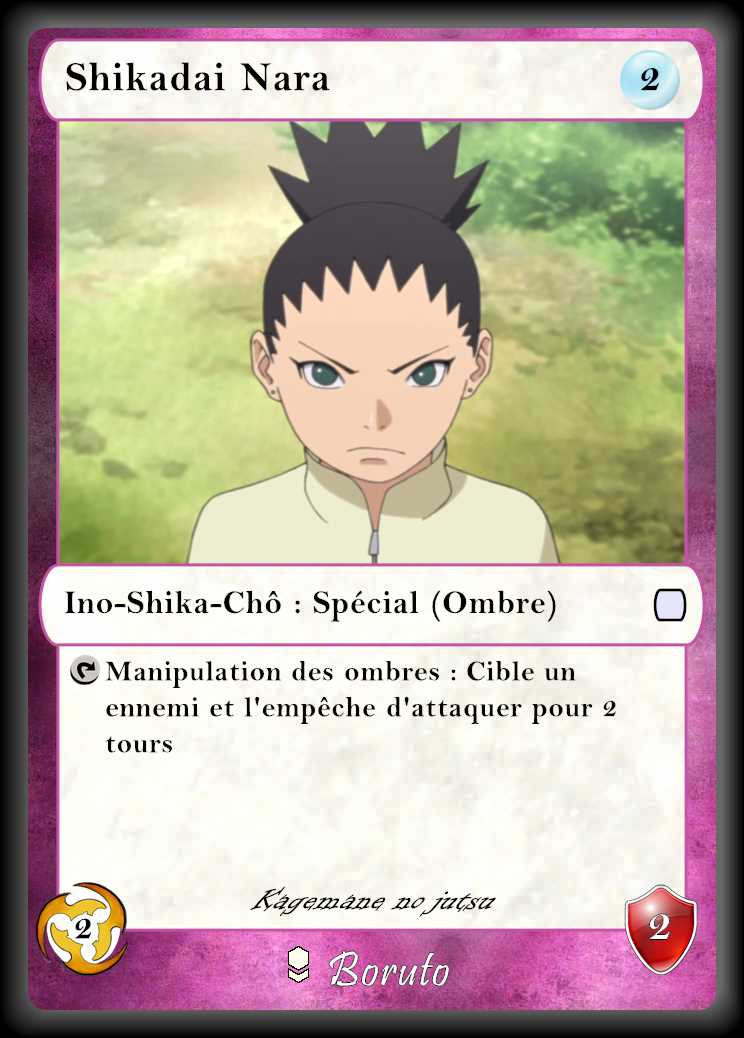 Shikadai Nara
2
Ino-Shika-Chô : Spécial (Ombre)
Manipulation des ombres : Cible un
ennemi et l'empêche d'attaquer pour 2
tours
Kagemane no jutsu
2
2
Boruto